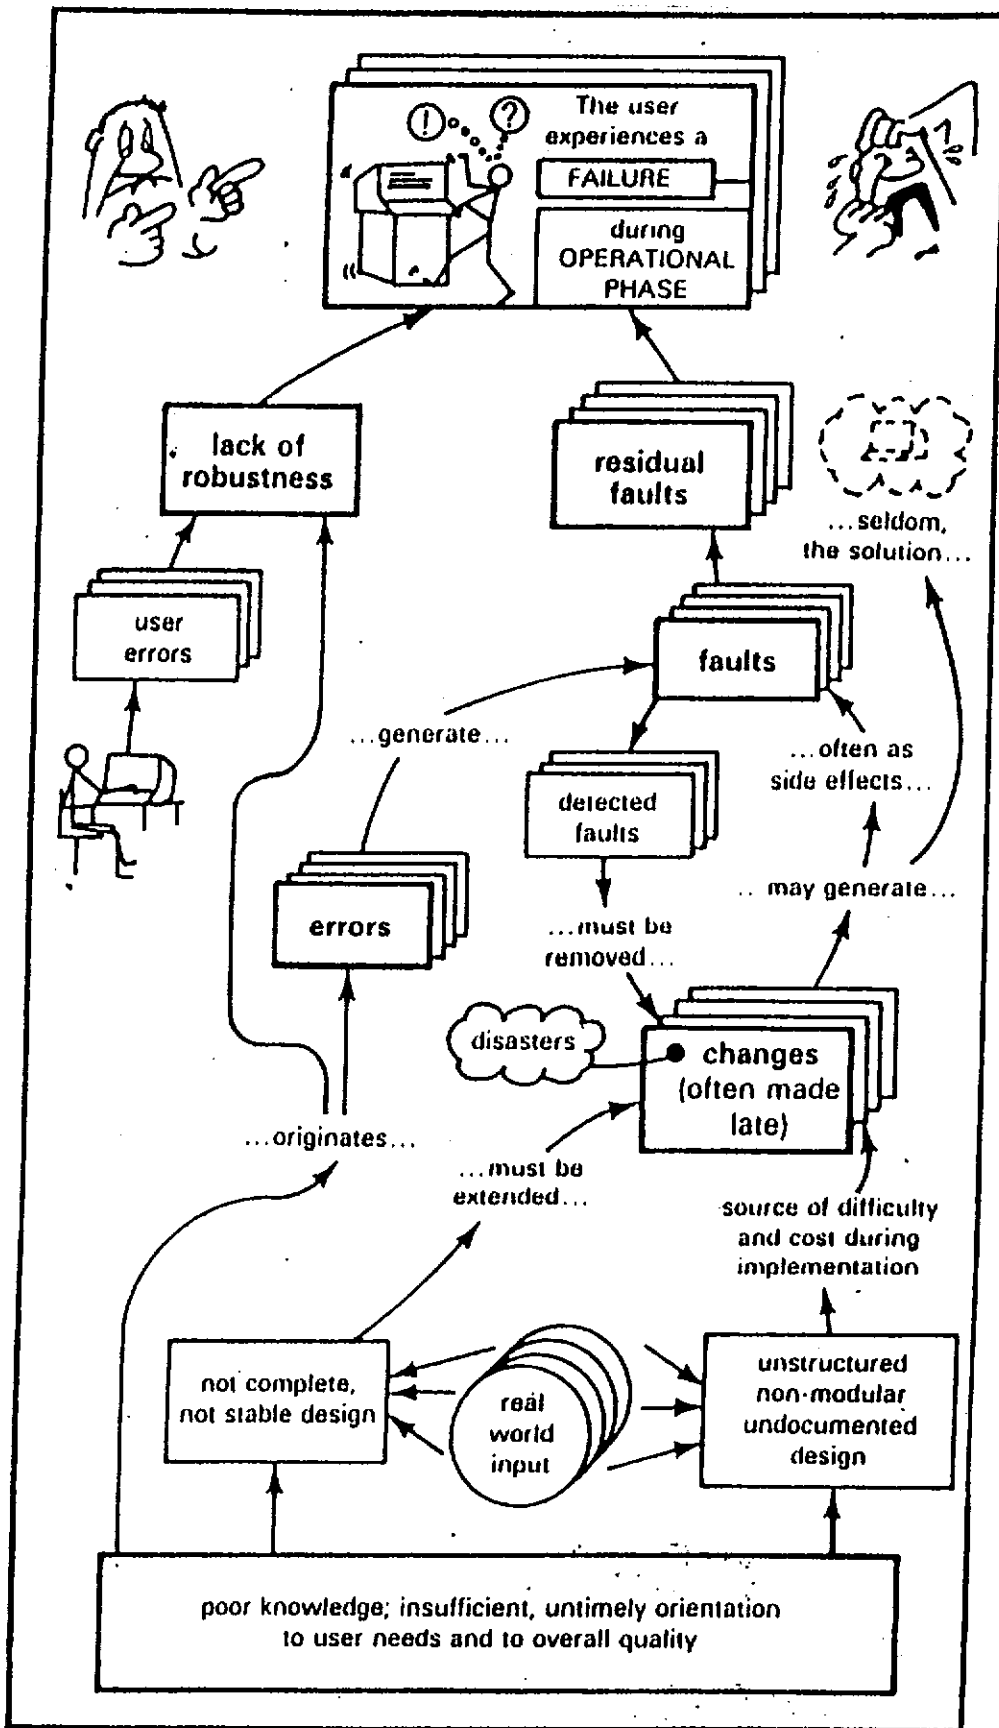 !
?
The user
experiences a
FAILURE
during
OPERATIONAL
PHASE
lack of
robustness
residual
faults
...seldom,
the solution...
user
errors
faults
...generate...
...often as
side effects...
detected
faults
.. may generate...
errors
...must be
removed...
disasters
changes
(often made
late)
...originates...
...must be
extended...
source of difficulty
and cost during
implementation
not complete,
not stable design
real
world
input
unstructured
non-modular
undocumented
design
poor knowledge; insufficient, untimely orientation
to user needs and to overall quality